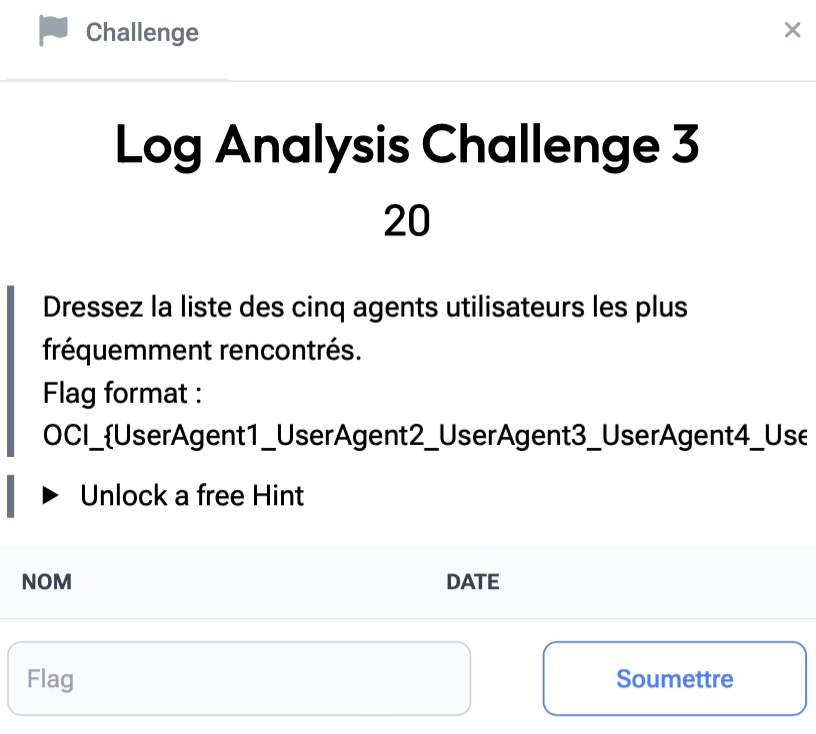 Challenge
×
Log Analysis Challenge 3
20
Dressez la liste des cinq agents utilisateurs les plus
fréquemment rencontrés.
Flag format :
OCI_{UserAgent1_UserAgent2_UserAgent3_UserAgent4_Use
Unlock a free Hint
NOM DATE
Flag Soumettre